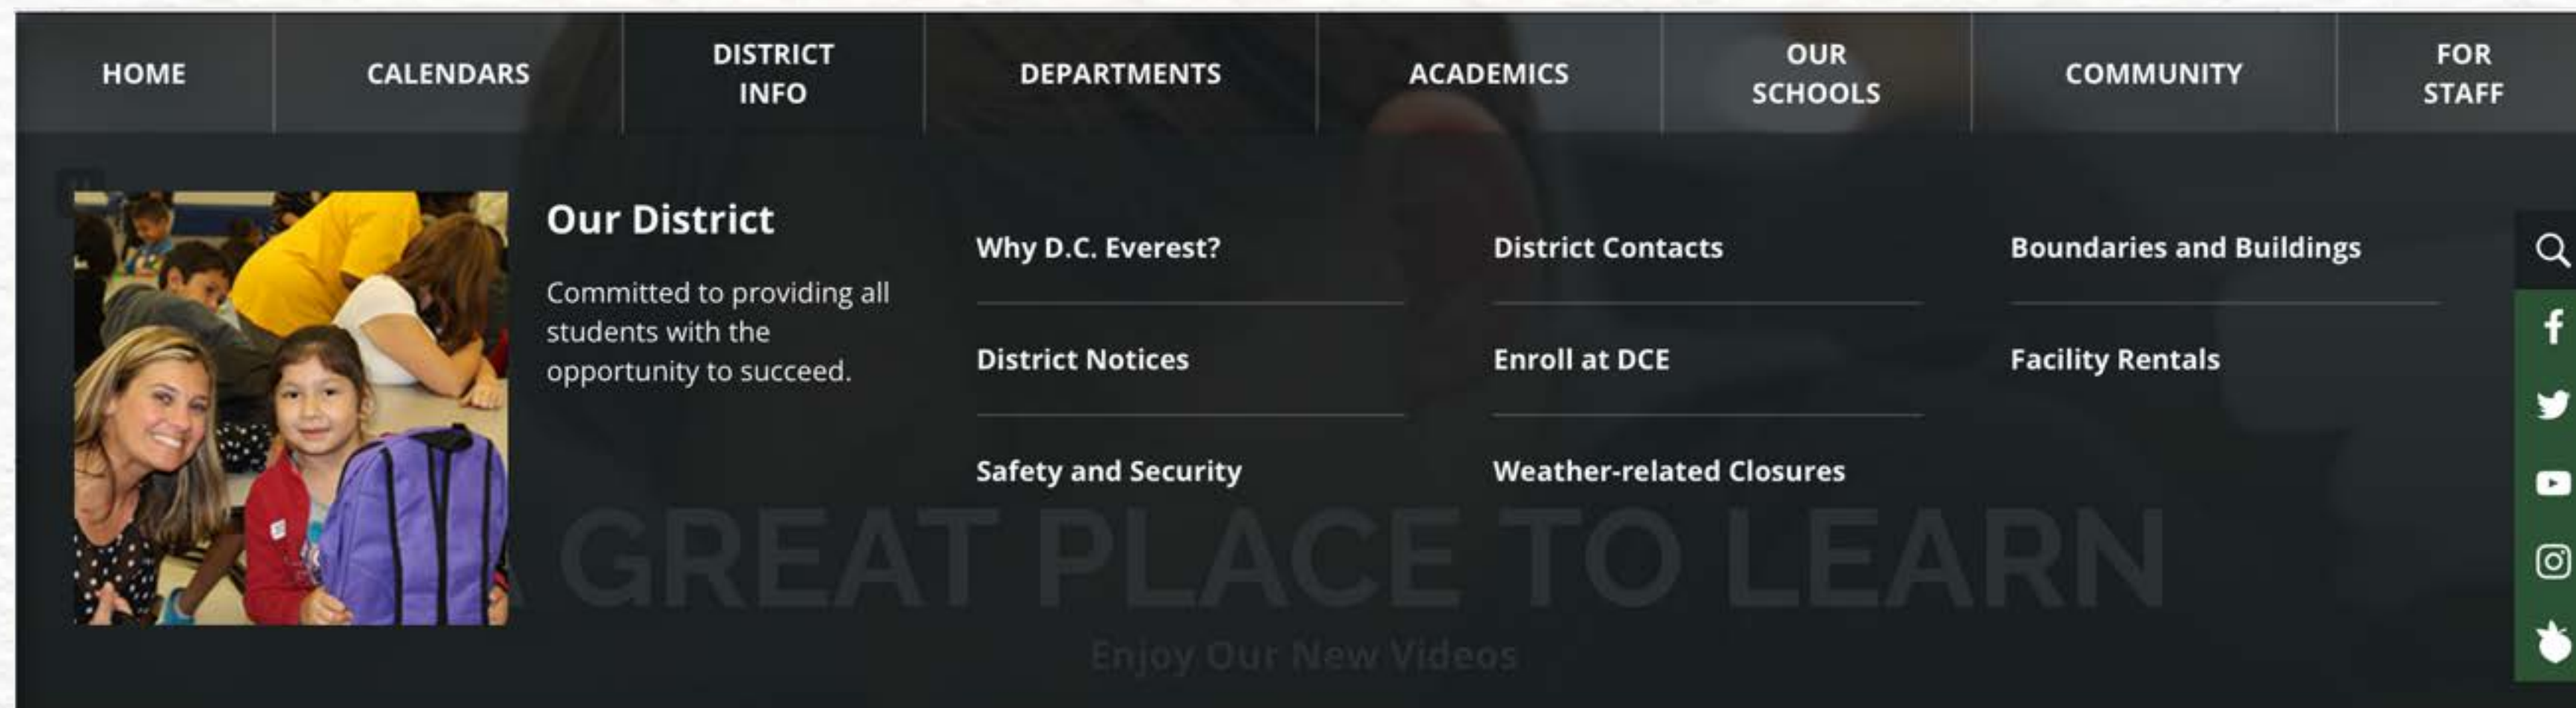 HOME
CALENDARS
DISTRICT
INFO
DEPARTMENTS
ACADEMICS
OUR
SCHOOLS
COMMUNITY
FOR
STAFF
Our District
Committed to providing all
students with the
opportunity to succeed.
Why D.C. Everest?
District Notices
Safety and Security
District Contacts
Enroll at DCE
Weather-related Closures
Boundaries and Buildings
Facility Rentals
GREAT PLACE TO LEARN
Enjoy Our New Videos